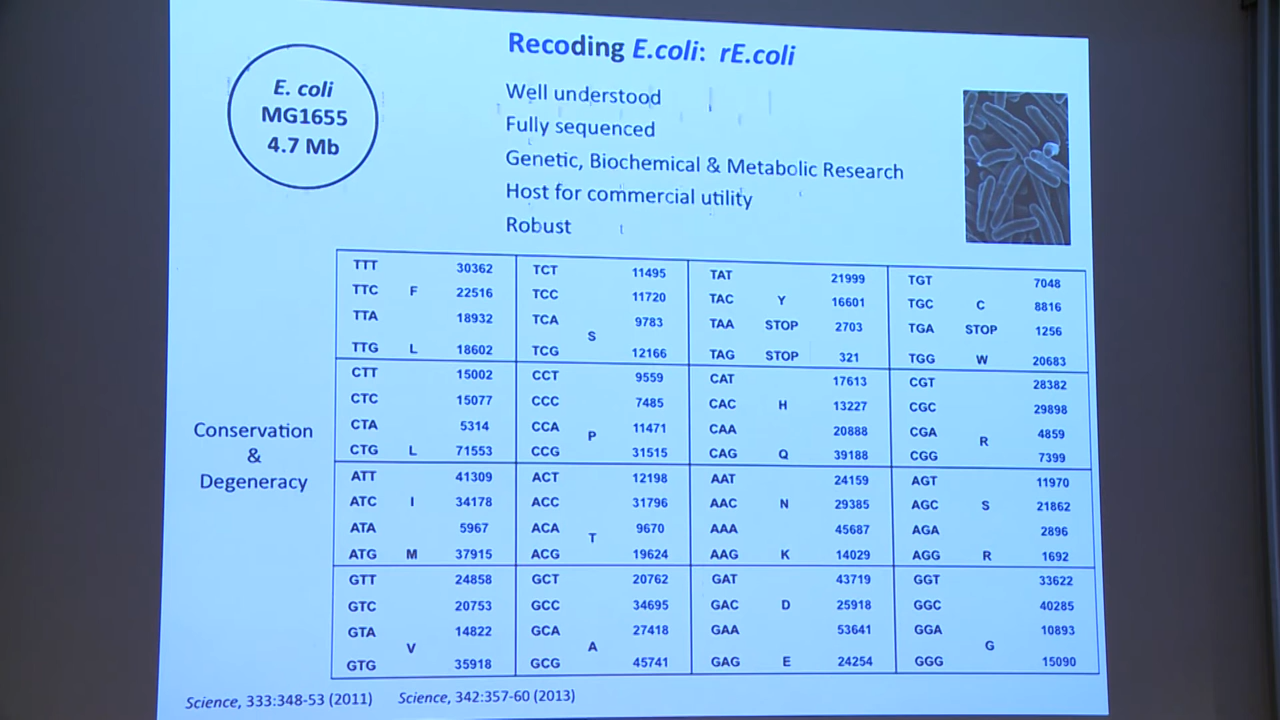 Recoding E.coli: rE.coli
E. coli
MG1655
4.7 Mb
Well understood
Fully sequenced
Genetic, Biochemical & Metabolic Research
Host for commercial utility
Robust
Conservation
&
Degeneracy
TTT 30362 TCT 11495 TAT 21999 TGT 7048
TTC F 22516 TCC 11720 TAC Y 16601 TGC C 8816
TTA 18932 TCA S 9783 TAA STOP 2703 TGA STOP 1256
TTG L 18602 TCG 12166 TAG STOP 321 TGG W 20683
CTT 15002 CCT 9559 CAT 17613 CGT 28382
CTC 15077 CCC 7485 CAC H 13227 CGC 29898
CTA 5314 CCA P 11471 CAA 20888 CGA R 4859
CTG L 71553 CCG 31515 CAG Q 39188 CGG 7399
ATT 41309 ACT 12198 AAT 24159 AGT 11970
ATC I 34178 ACC 31796 AAC N 29385 AGC S 21862
ATA 5967 ACA T 9670 AAA 45687 AGA 2896
ATG M 37915 ACG 19624 AAG K 14029 AGG R 1692
GTT 24858 GCT 20762 GAT 43719 GGT 33622
GTC 20753 GCC 34695 GAC D 25918 GGC 40285
GTA V 14822 GCA A 27418 GAA 53641 GGA G 10893
GTG 35918 GCG 45741 GAG E 24254 GGG 15090
Science, 333:348-53 (2011) Science, 342:357-60 (2013)